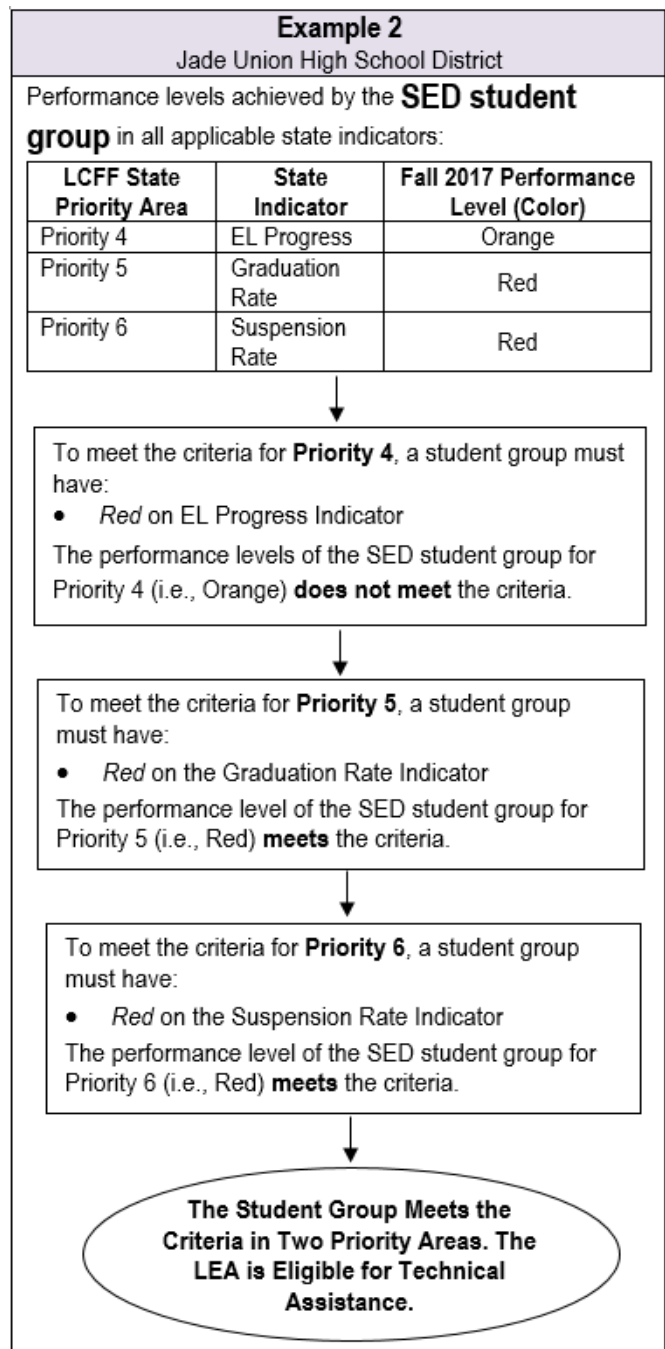 Example 2
Jade Union High School District
Performance levels achieved by the SED student
group in all applicable state indicators:
LCFF State Priority Area | State Indicator | Fall 2017 Performance Level (Color)
Priority 4 | EL Progress | Orange
Priority 5 | Graduation Rate | Red
Priority 6 | Suspension Rate | Red
To meet the criteria for Priority 4, a student group must
have:
• Red on EL Progress Indicator
The performance levels of the SED student group for
Priority 4 (i.e., Orange) does not meet the criteria.
To meet the criteria for Priority 5, a student group
must have:
• Red on the Graduation Rate Indicator
The performance level of the SED student group for
Priority 5 (i.e., Red) meets the criteria.
To meet the criteria for Priority 6, a student group
must have:
• Red on the Suspension Rate Indicator
The performance level of the SED student group for
Priority 6 (i.e., Red) meets the criteria.
The Student Group Meets the
Criteria in Two Priority Areas. The
LEA is Eligible for Technical
Assistance.